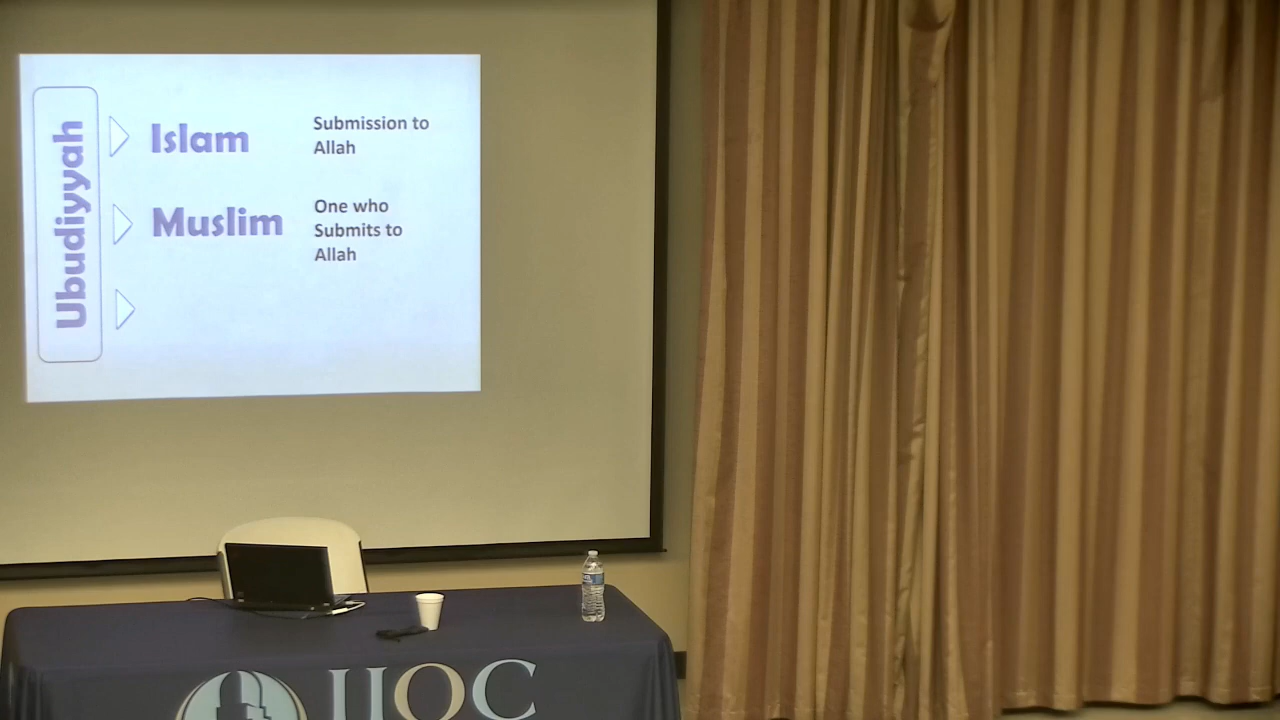 Ubudiyyah
Islam
Submission to
Allah
Muslim
One who
Submits to
Allah
IIOC